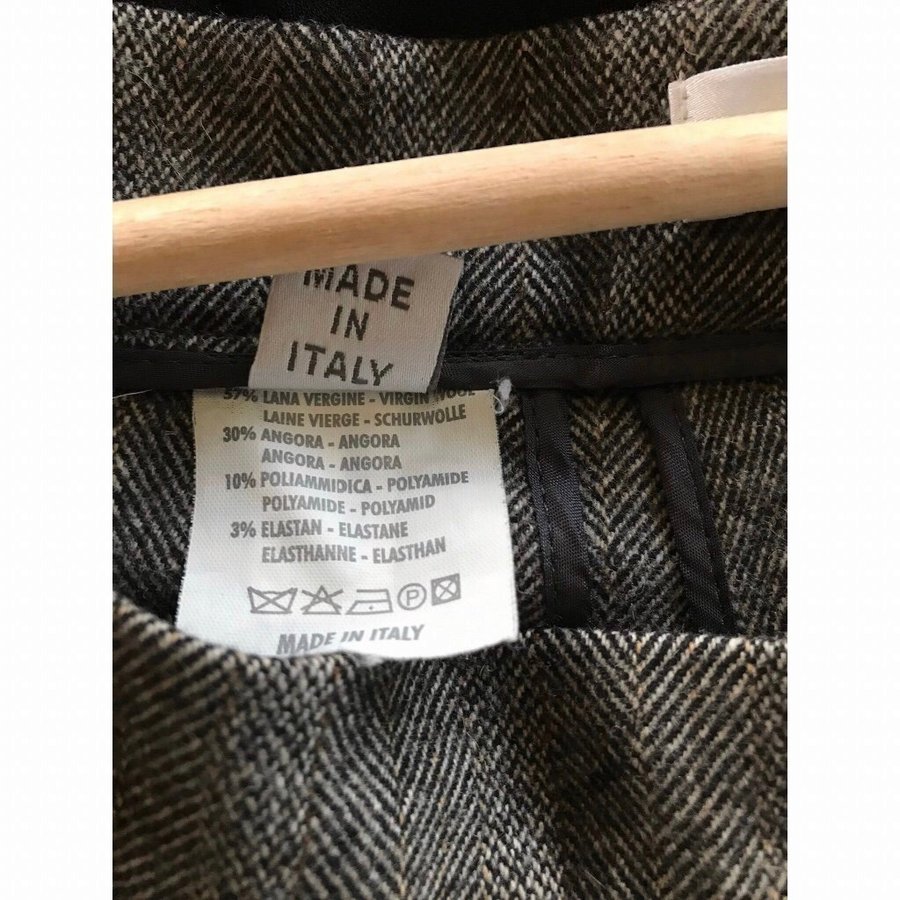 MADE
IN
ITALY
57% LANA VERGINE - VIRGIN WOOL
LAINE VIERGE - SCHURWOLLE
30% ANGORA - ANGORA
ANGORA - ANGORA
10% POLIAMMIDICA - POLYAMIDE
POLYAMIDE - POLYAMID
3% ELASTAN - ELASTANE
ELASTHANNE - ELASTHAN
P
MADE IN ITALY